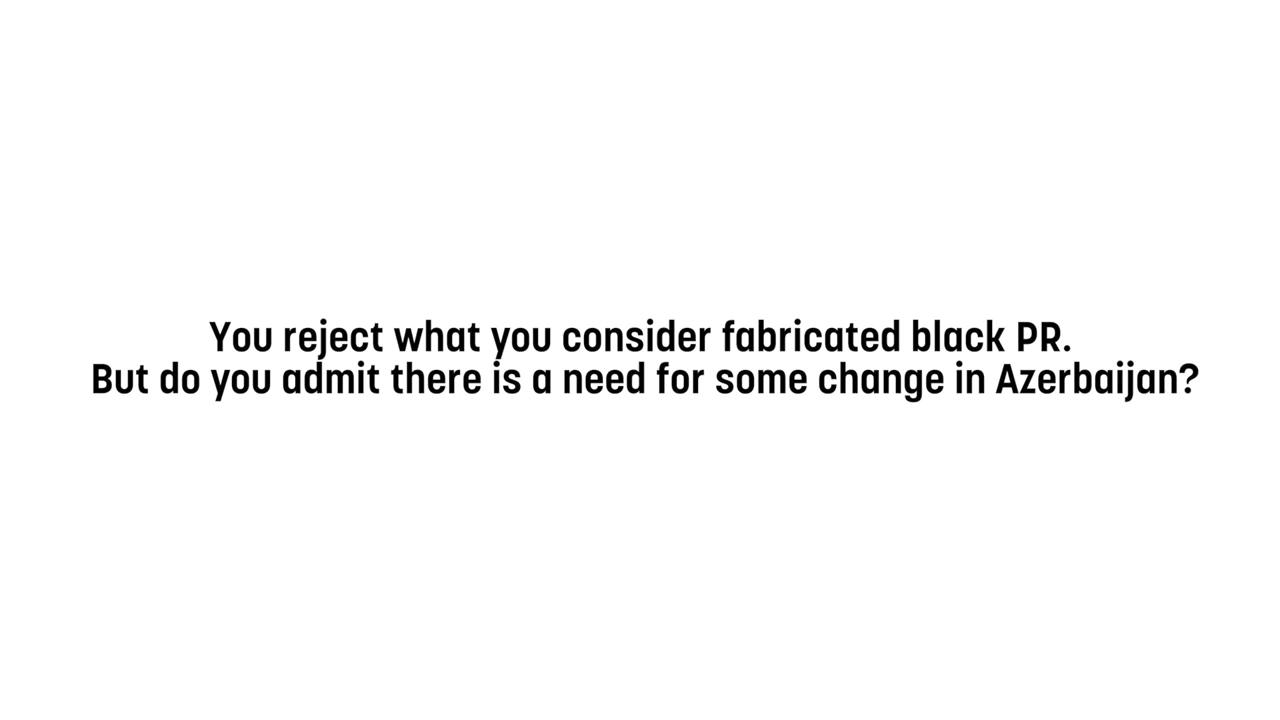 You reject what you consider fabricated black PR.
But do you admit there is a need for some change in Azerbaijan?